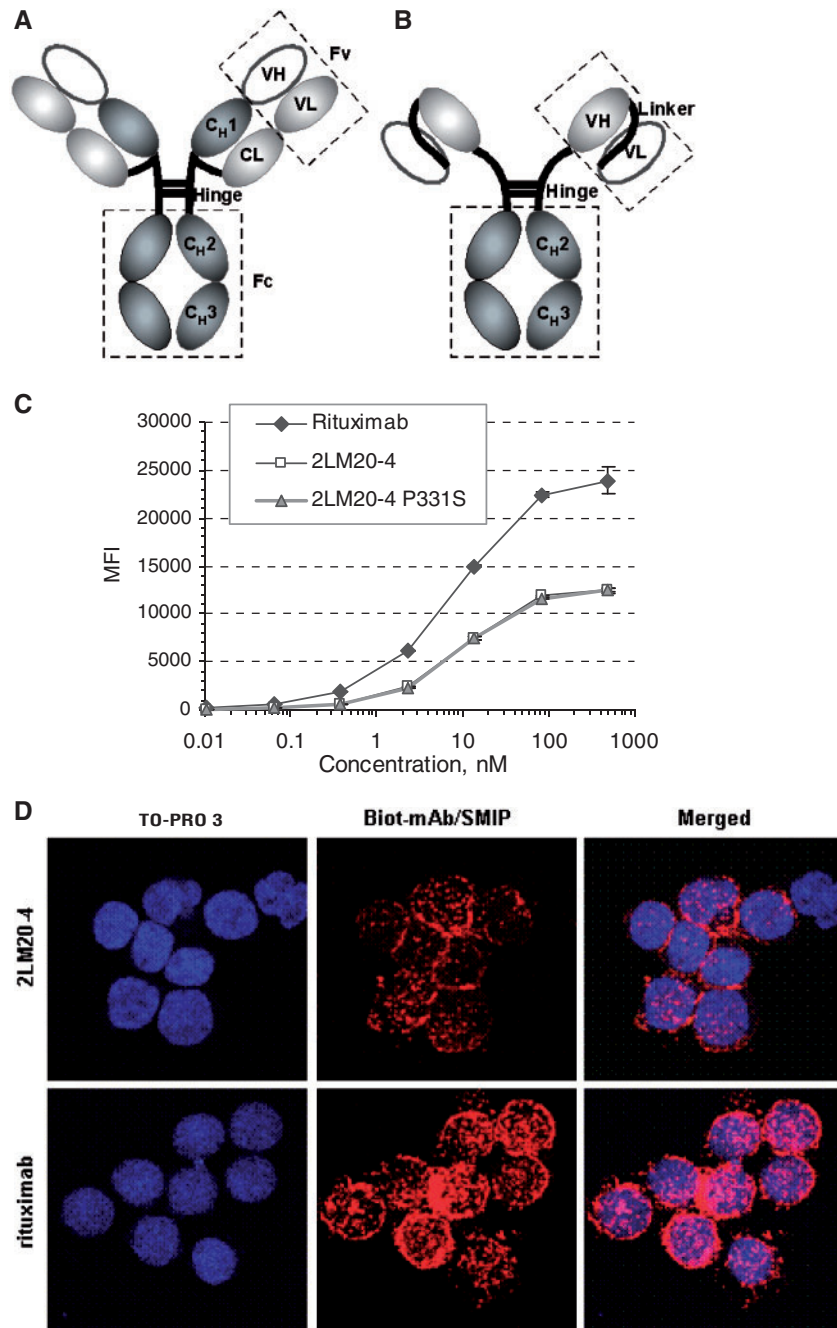 A
Fv
VH
VL
CH1
CL
Hinge
CH2
Fc
CH3
B
VH
Linker
VL
Hinge
CH2
CH3
C
30000
25000
20000
15000
10000
5000
0
MFI
Rituximab
2LM20-4
2LM20-4 P331S
0.01 0.1 1 10 100 1000
Concentration, nM
D
TO-PRO 3 Biot-mAb/SMIP Merged
2LM20-4
rituximab